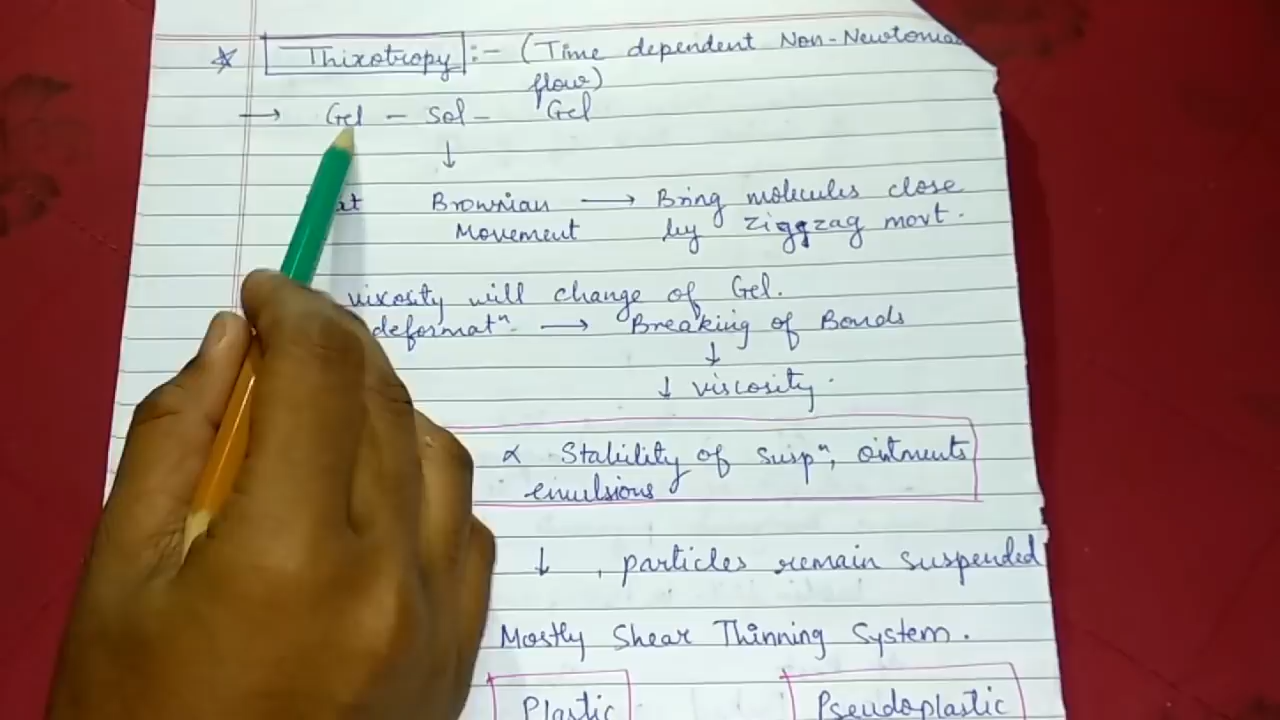 Thixotropy :- (Time dependent Non-Newtonian
flow)
→ Gel - Sol - Gel
↓
Brownian → Bring molecules close
Movement by ziggzag movt.
vixosity will change of Gel.
deformatⁿ → Breaking of Bonds
↓
↓ viscosity.
∝ Stability of Suspⁿ, ointments
emulsions
↓, particles remain suspended
Mostly Shear Thinning System.
Plastic Pseudoplastic